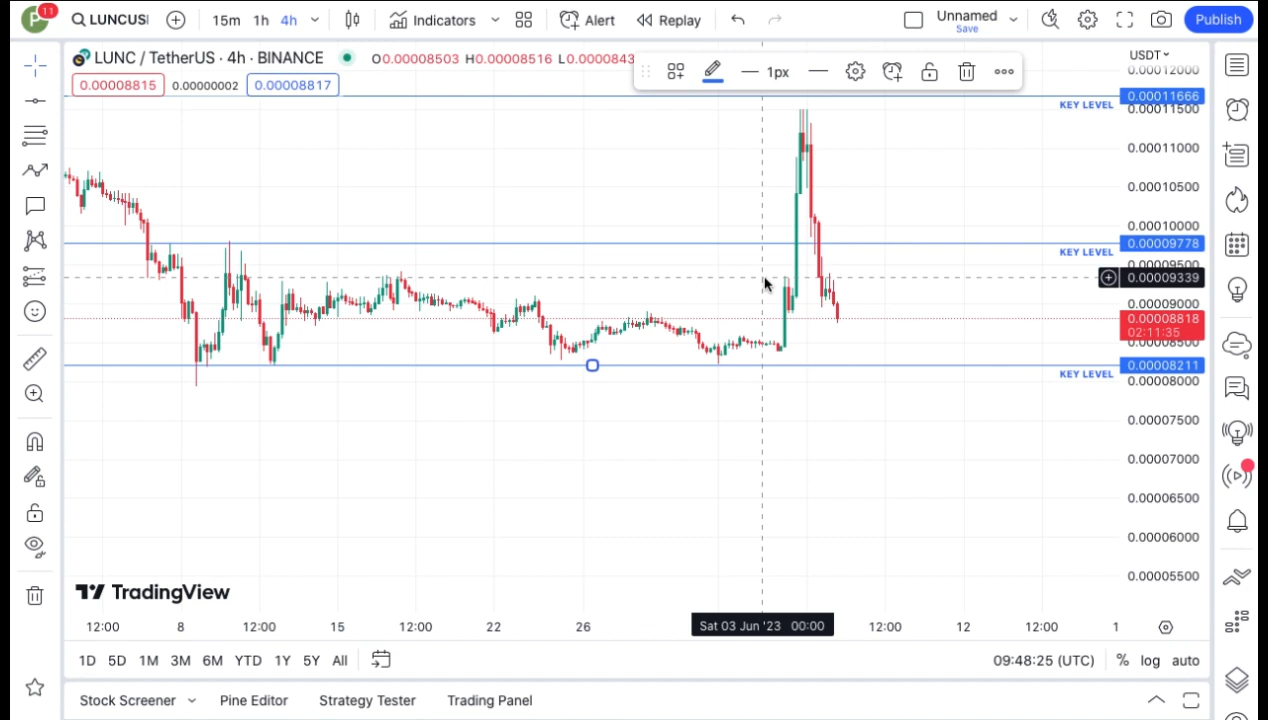 P
11
LUNCUS
15m 1h 4h
Indicators
Alert
Replay
Unnamed
Save
Publish
LUNC / TetherUS · 4h · BINANCE
O0.00008503 H0.00008516 L0.0000843
1px
USDT
0.00008815
0.00000002
0.00008817
0.00012000
0.00011666
KEY LEVEL
0.00011500
0.00011000
0.00010500
0.00010000
0.00009778
KEY LEVEL
0.00009500
0.00009339
0.00009000
0.00008818
02:11:35
0.00008500
0.00008211
KEY LEVEL
0.00008000
0.00007500
0.00007000
0.00006500
0.00006000
0.00005500
TradingView
12:00 8 12:00 15 12:00 22 26 Sat 03 Jun '23 00:00 12:00 12 12:00 1
1D 5D 1M 3M 6M YTD 1Y 5Y All
09:48:25 (UTC) % log auto
Stock Screener Pine Editor Strategy Tester Trading Panel